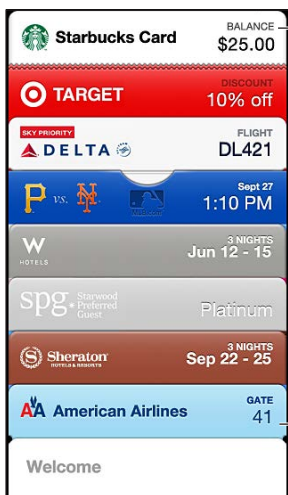 Starbucks Card
BALANCE
$25.00
TARGET
DISCOUNT
10% off
SKY PRIORITY
DELTA
FLIGHT
DL421
P vs. NY
Sept 27
1:10 PM
W
HOTELS
3 NIGHTS
Jun 12 - 15
spg* Starwood
Preferred
Guest
Platinum
S Sheraton
HOTELS & RESORTS
3 NIGHTS
Sep 22 - 25
AA American Airlines
GATE
41
Welcome